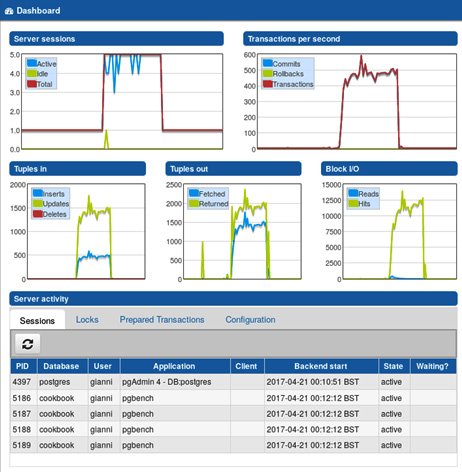 Dashboard
Server sessions
5.0
4.0
3.0
2.0
1.0
0.0
Active
Idle
Total
Transactions per second
600
500
400
300
200
100
0
Commits
Rollbacks
Transactions
Tuples in
2000
1500
1000
500
0
Inserts
Updates
Deletes
Tuples out
2500
2000
1500
1000
500
0
Fetched
Returned
Block I/O
15000
12500
10000
7500
5000
2500
0
Reads
Hits
Server activity
Sessions Locks Prepared Transactions Configuration
PID Database User Application Client Backend start State Waiting?
4397 postgres gianni pgAdmin 4 - DB:postgres 2017-04-21 00:10:51 BST active
5186 cookbook gianni pgbench 2017-04-21 00:12:12 BST active
5187 cookbook gianni pgbench 2017-04-21 00:12:12 BST active
5188 cookbook gianni pgbench 2017-04-21 00:12:12 BST active
5189 cookbook gianni pgbench 2017-04-21 00:12:12 BST active